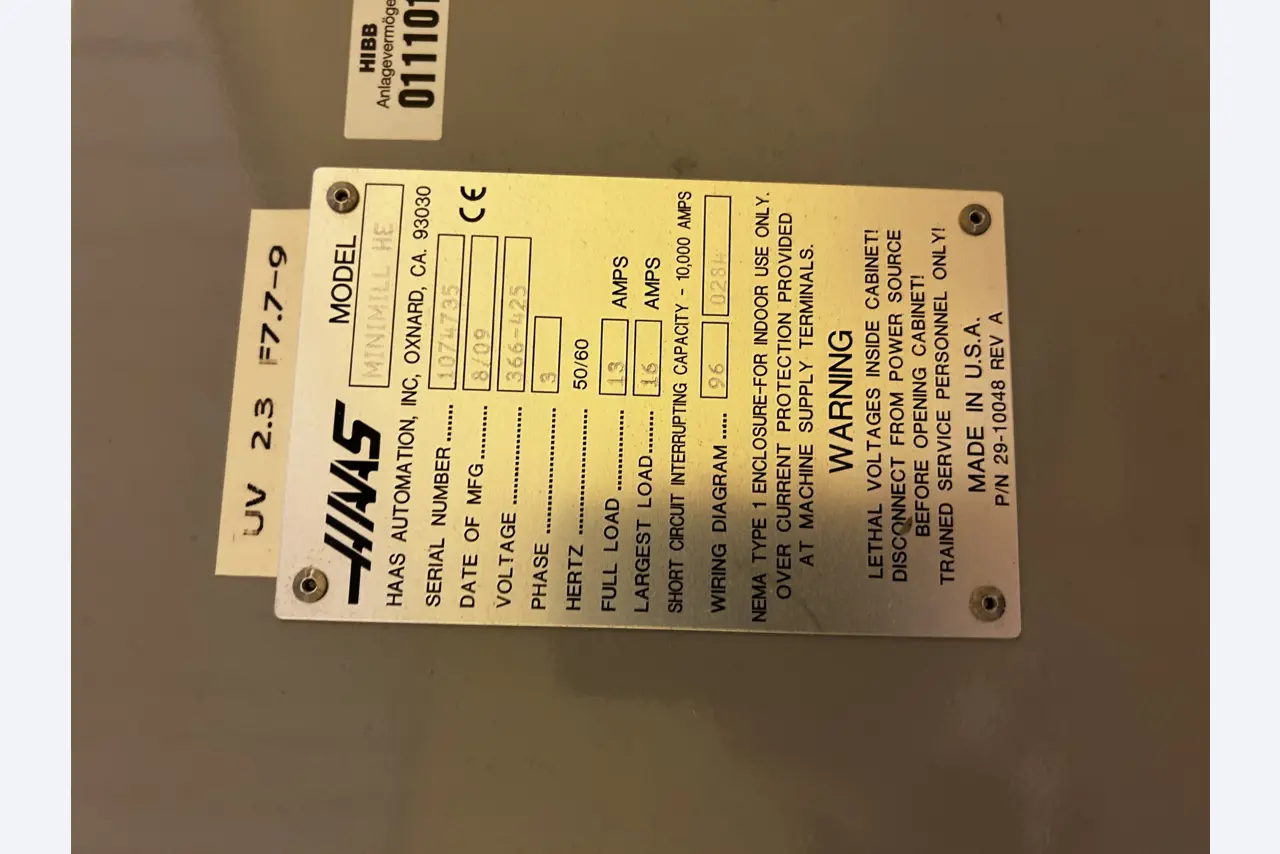 HIBB
Anlagevermöge
011101
UV 2.3 F7.7-9
HAAS MODEL MINIMILL HE
HAAS AUTOMATION, INC, OXNARD, CA. 93030
SERIAL NUMBER ....... 1074735
DATE OF MFG ........... 8/09 CE
VOLTAGE .................. 366-425
PHASE ........................ 3
HERTZ ........................ 50/60
FULL LOAD ................ 13 AMPS
LARGEST LOAD........ 16 AMPS
SHORT CIRCUIT INTERRUPTING CAPACITY - 10,000 AMPS
WIRING DIAGRAM ..... 96
NEMA TYPE 1 ENCLOSURE-FOR INDOOR USE ONLY.
OVER CURRENT PROTECTION PROVIDED
AT MACHINE SUPPLY TERMINALS.
WARNING
LETHAL VOLTAGES INSIDE CABINET!
DISCONNECT FROM POWER SOURCE
BEFORE OPENING CABINET!
TRAINED SERVICE PERSONNEL ONLY!
MADE IN U.S.A.
P/N 29-10048 REV A